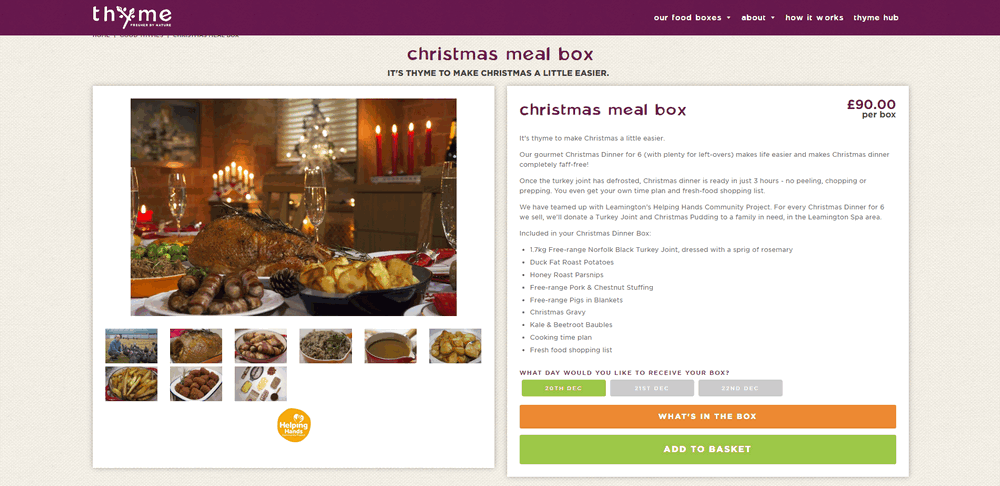 thyme
FRESHER BY NATURE
our food boxes
about
how it works
thyme hub
HOME | GOOD THYMES | CHRISTMAS MEAL BOX
christmas meal box
IT'S THYME TO MAKE CHRISTMAS A LITTLE EASIER.
Helping
Hands
christmas meal box
£90.00
per box
It's thyme to make Christmas a little easier.
Our gourmet Christmas Dinner for 6 (with plenty for left-overs) makes life easier and makes Christmas dinner
completely faff-free!
Once the turkey joint has defrosted, Christmas dinner is ready in just 3 hours - no peeling, chopping or
prepping. You even get your own time plan and fresh-food shopping list.
We have teamed up with Leamington's Helping Hands Community Project. For every Christmas Dinner for 6
we sell, we'll donate a Turkey Joint and Christmas Pudding to a family in need, in the Leamington Spa area.
Included in your Christmas Dinner Box:
• 1.7kg Free-range Norfolk Black Turkey Joint, dressed with a sprig of rosemary
• Duck Fat Roast Potatoes
• Honey Roast Parsnips
• Free-range Pork & Chestnut Stuffing
• Free-range Pigs in Blankets
• Christmas Gravy
• Kale & Beetroot Baubles
• Cooking time plan
• Fresh food shopping list
WHAT DAY WOULD YOU LIKE TO RECEIVE YOUR BOX?
20TH DEC
21ST DEC
22ND DEC
WHAT'S IN THE BOX
ADD TO BASKET